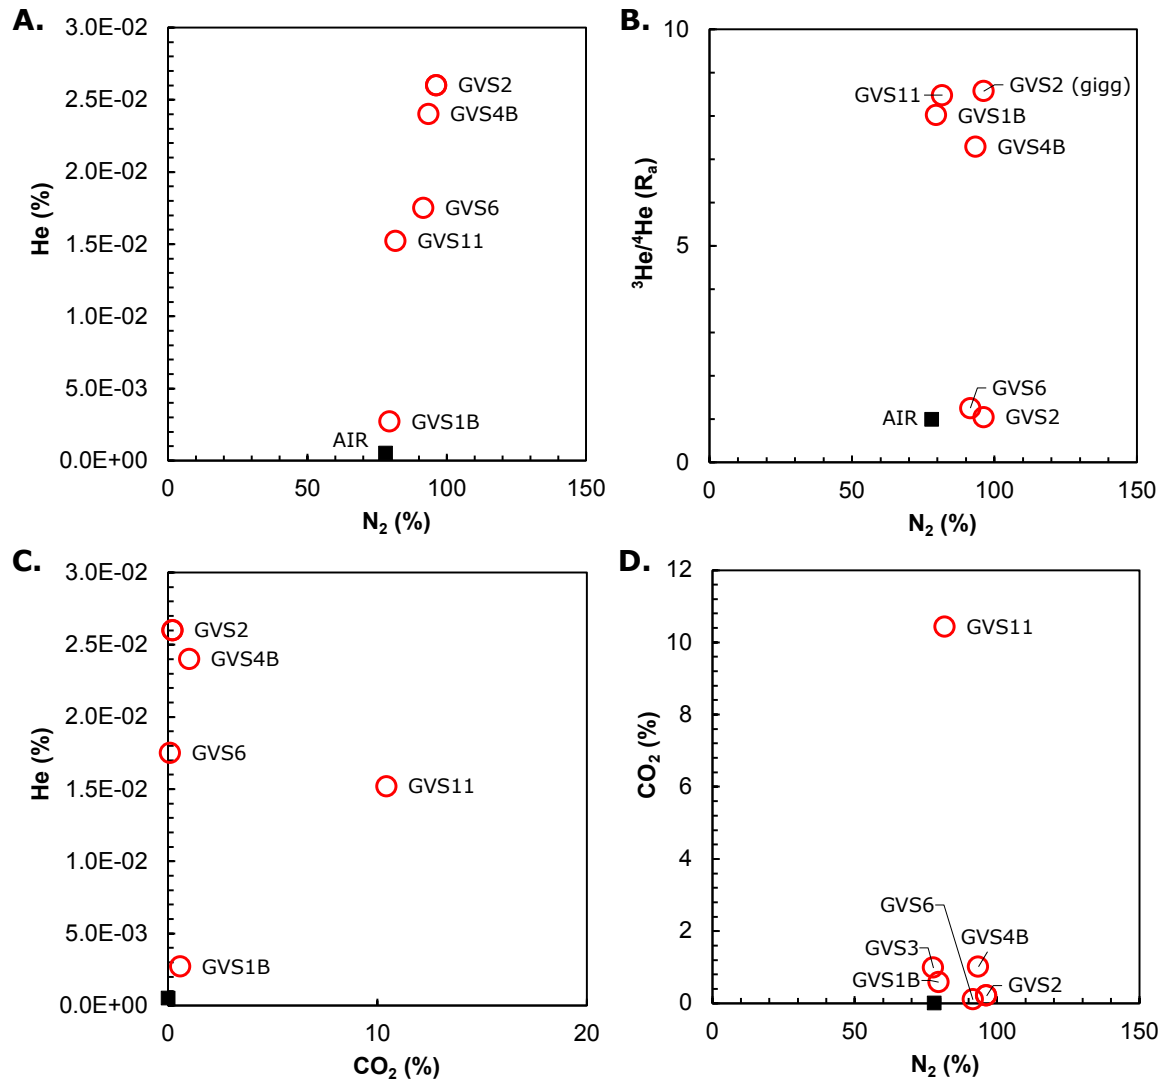 A.
3.0E-02
2.5E-02
2.0E-02
1.5E-02
1.0E-02
5.0E-03
0.0E+00
He (%)
GVS2
GVS4B
GVS6
GVS11
GVS1B
AIR
0 50 100 150
N₂ (%)
B.
10
5
0
³He/⁴He (Rₐ)
GVS11
GVS2 (gigg)
GVS1B
GVS4B
GVS6
AIR
GVS2
0 50 100 150
N₂ (%)
C.
3.0E-02
2.5E-02
2.0E-02
1.5E-02
1.0E-02
5.0E-03
0.0E+00
He (%)
GVS2
GVS4B
GVS6
GVS11
GVS1B
0 10 20
CO₂ (%)
D.
12
10
8
6
4
2
0
CO₂ (%)
GVS11
GVS6
GVS4B
GVS3
GVS1B
GVS2
0 50 100 150
N₂ (%)